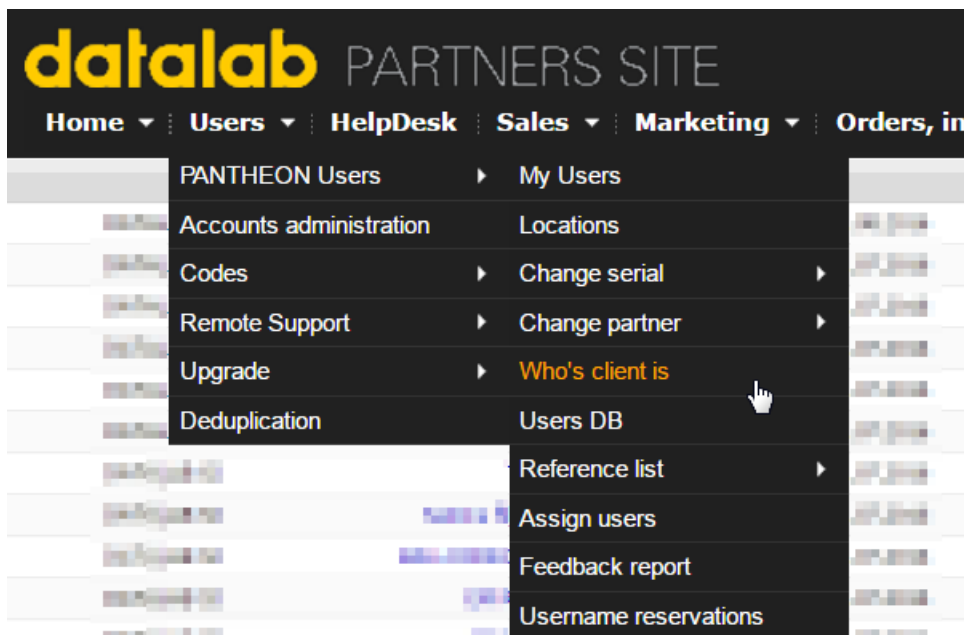 datalab PARTNERS SITE
Home Users HelpDesk Sales Marketing Orders, in
PANTHEON Users
Accounts administration
Codes
Remote Support
Upgrade
Deduplication
My Users
Locations
Change serial
Change partner
Who's client is
Users DB
Reference list
Assign users
Feedback report
Username reservations